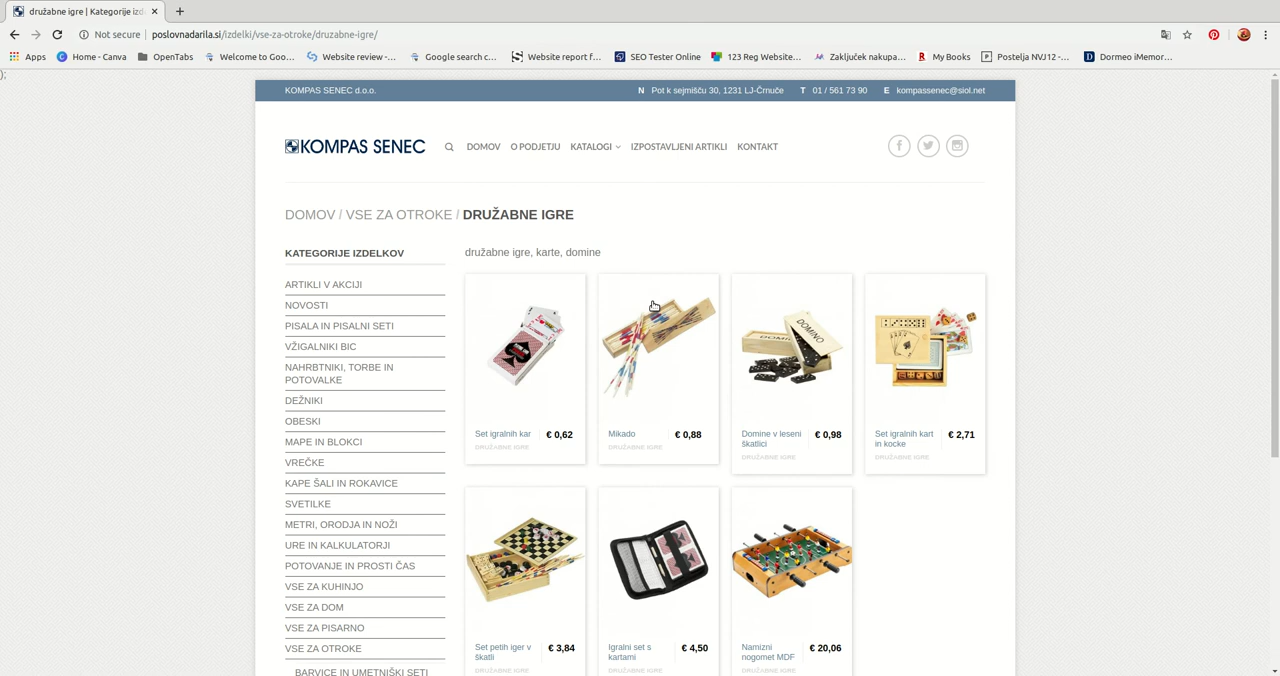 družabne igre | Kategorije izd
Not secure
poslovnadarila.si/izdelki/vse-za-otroke/druzabne-igre/
Apps
Home - Canva
OpenTabs
Welcome to Goo...
Website review -...
Google search c...
Website report f...
SEO Tester Online
123 Reg Website...
Zaključek nakupa...
My Books
Postelja NVJ12 -...
Dormeo iMemor...
);
KOMPAS SENEC d.o.o.
N Pot k sejmišču 30, 1231 LJ-Črnuče T 01 / 561 73 90 E kompassenec@siol.net
KOMPAS SENEC
DOMOV O PODJETJU KATALOGI IZPOSTAVLJENI ARTIKLI KONTAKT
DOMOV / VSE ZA OTROKE / DRUŽABNE IGRE
KATEGORIJE IZDELKOV
ARTIKLI V AKCIJI
NOVOSTI
PISALA IN PISALNI SETI
VŽIGALNIKI BIC
NAHRBTNIKI, TORBE IN
POTOVALKE
DEŽNIKI
OBESKI
MAPE IN BLOKCI
VREČKE
KAPE ŠALI IN ROKAVICE
SVETILKE
METRI, ORODJA IN NOŽI
URE IN KALKULATORJI
POTOVANJE IN PROSTI ČAS
VSE ZA KUHINJO
VSE ZA DOM
VSE ZA PISARNO
VSE ZA OTROKE
BARVICE IN UMETNIŠKI SETI
družabne igre, karte, domine
Set igralnih kar € 0,62
DRUŽABNE IGRE
Mikado € 0,88
DRUŽABNE IGRE
DOMINO
Domine v leseni
škatlici
€ 0,98
DRUŽABNE IGRE
Set igralnih kart
in kocke
€ 2,71
DRUŽABNE IGRE
Set petih iger v
škatli
€ 3,84
DRUŽABNE IGRE
Igralni set s
kartami
€ 4,50
DRUŽABNE IGRE
Namizni
nogomet MDF
€ 20,06
DRUŽABNE IGRE